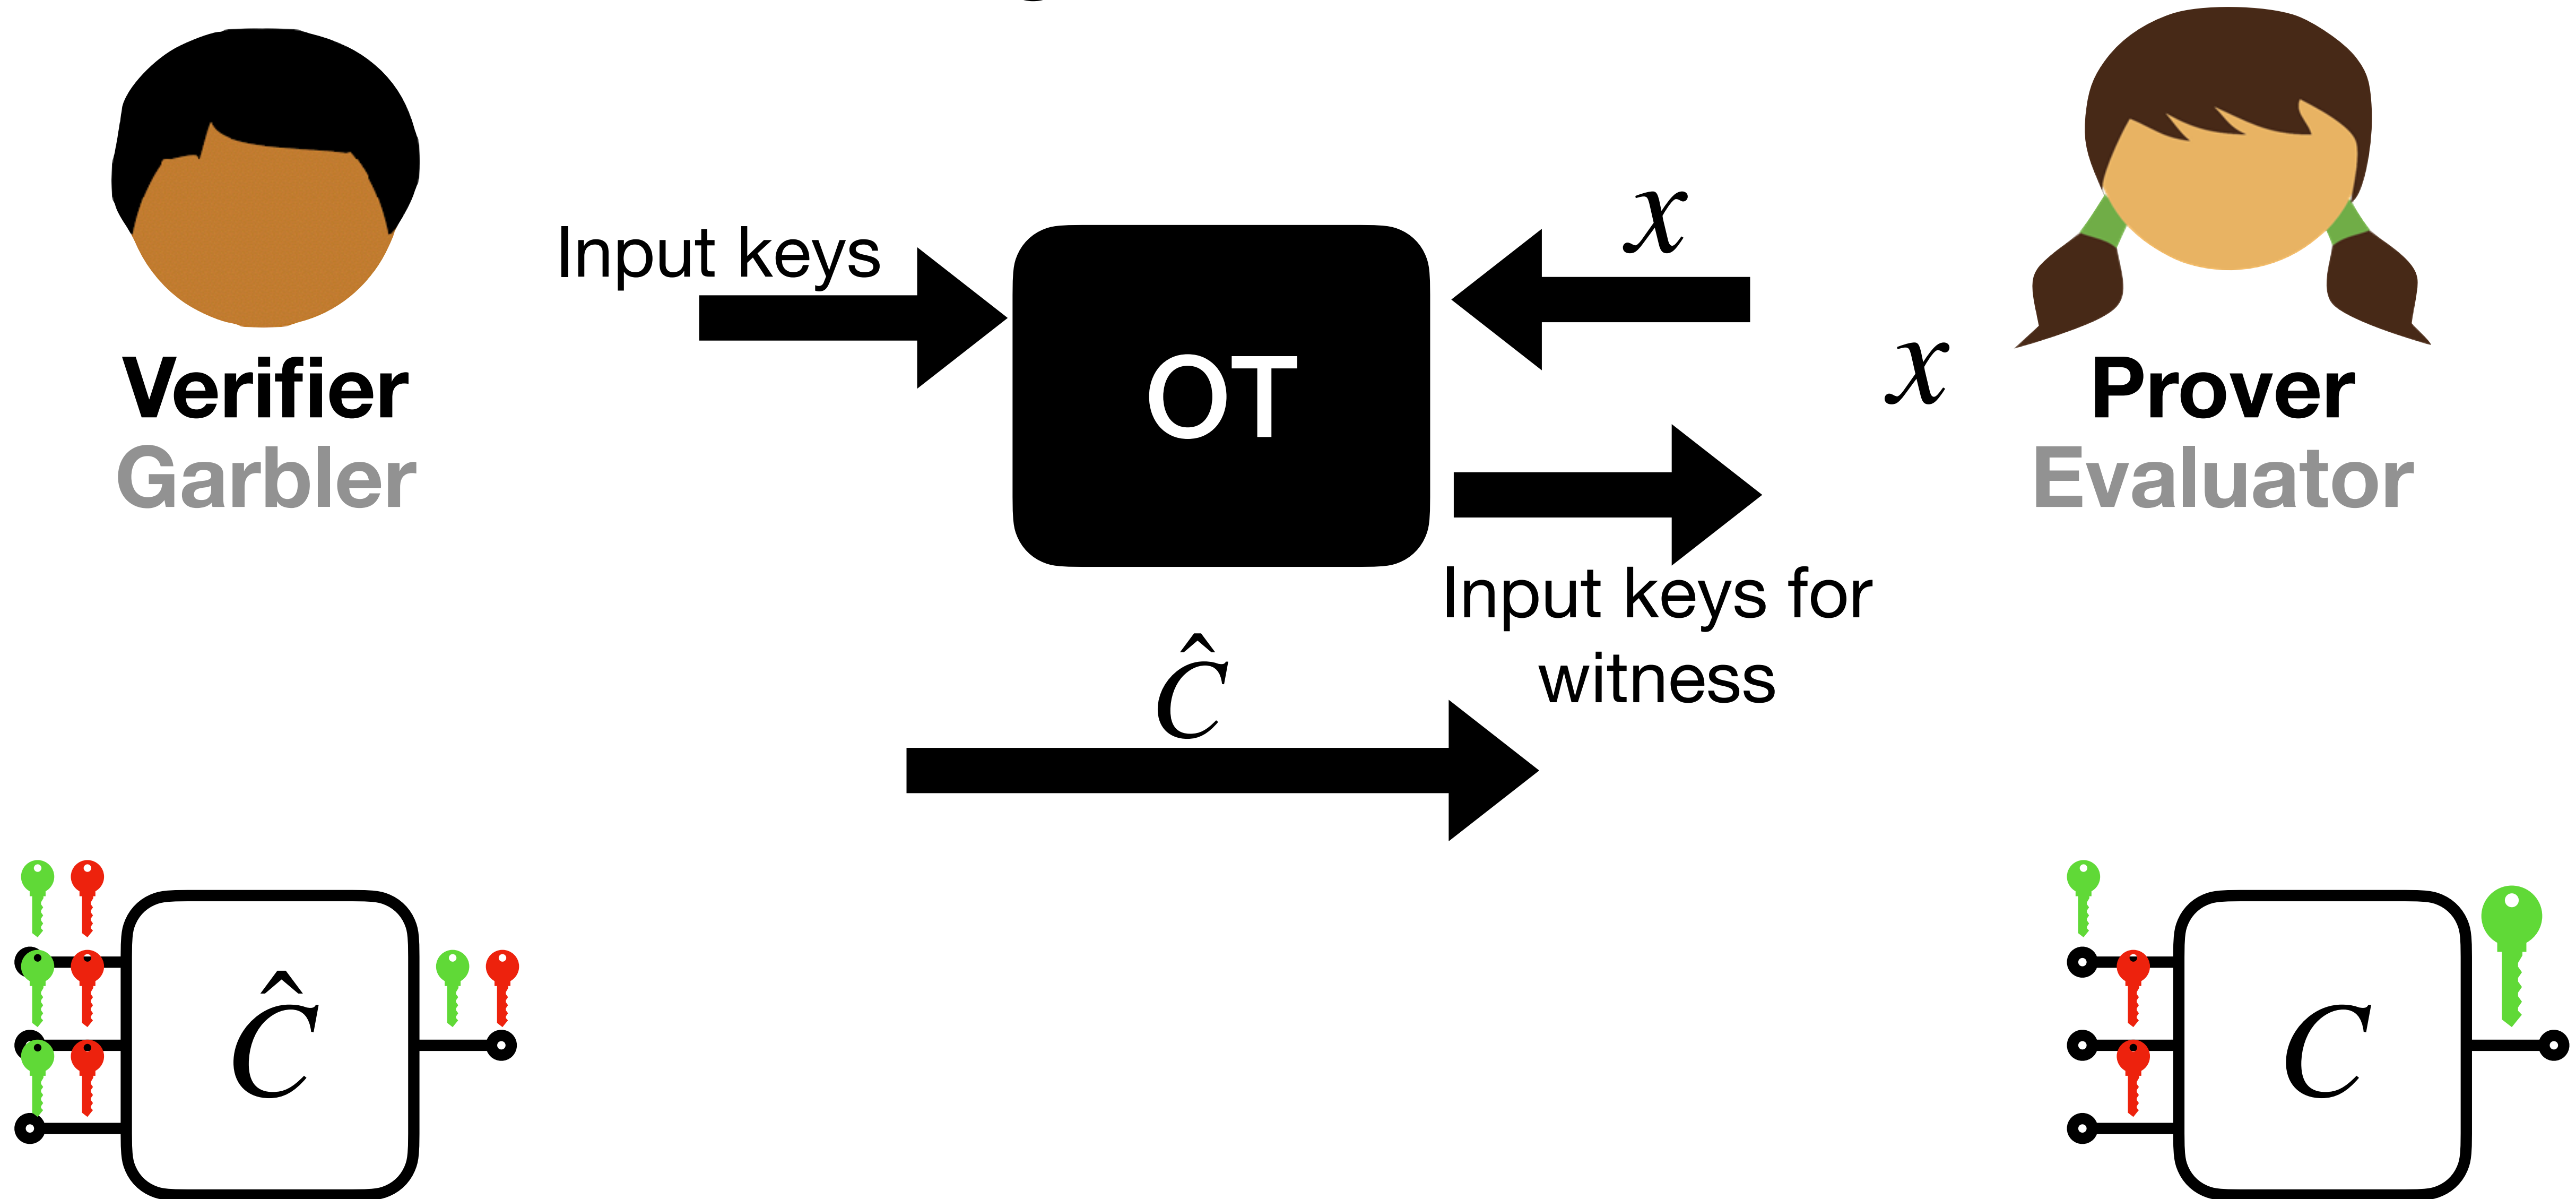 Input keys
x
OT
x
Verifier
Garbler
Prover
Evaluator
Input keys for
witness
Ĉ
Ĉ
C